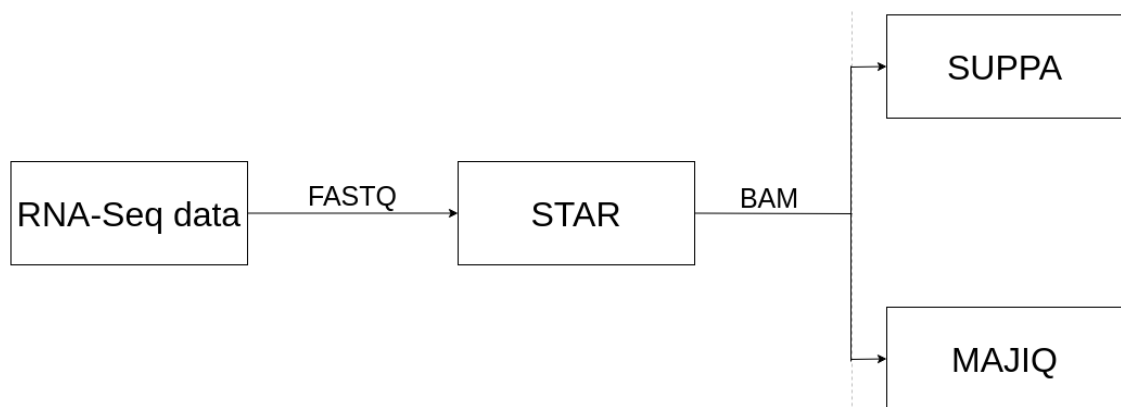 RNA-Seq data
FASTQ
STAR
BAM
SUPPA
MAJIQ